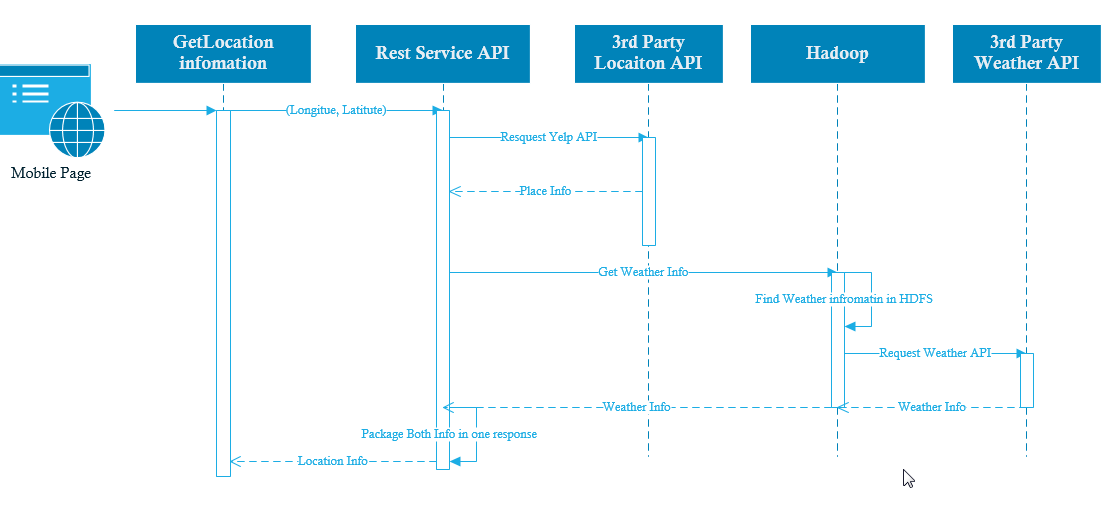 GetLocation
infomation
Rest Service API
3rd Party
Locaiton API
Hadoop
3rd Party
Weather API
Mobile Page
(Longitue, Latitute)
Resquest Yelp API
Place Info
Get Weather Info
Find Weather infromatin in HDFS
Request Weather API
Weather Info
Weather Info
Package Both Info in one response
Location Info